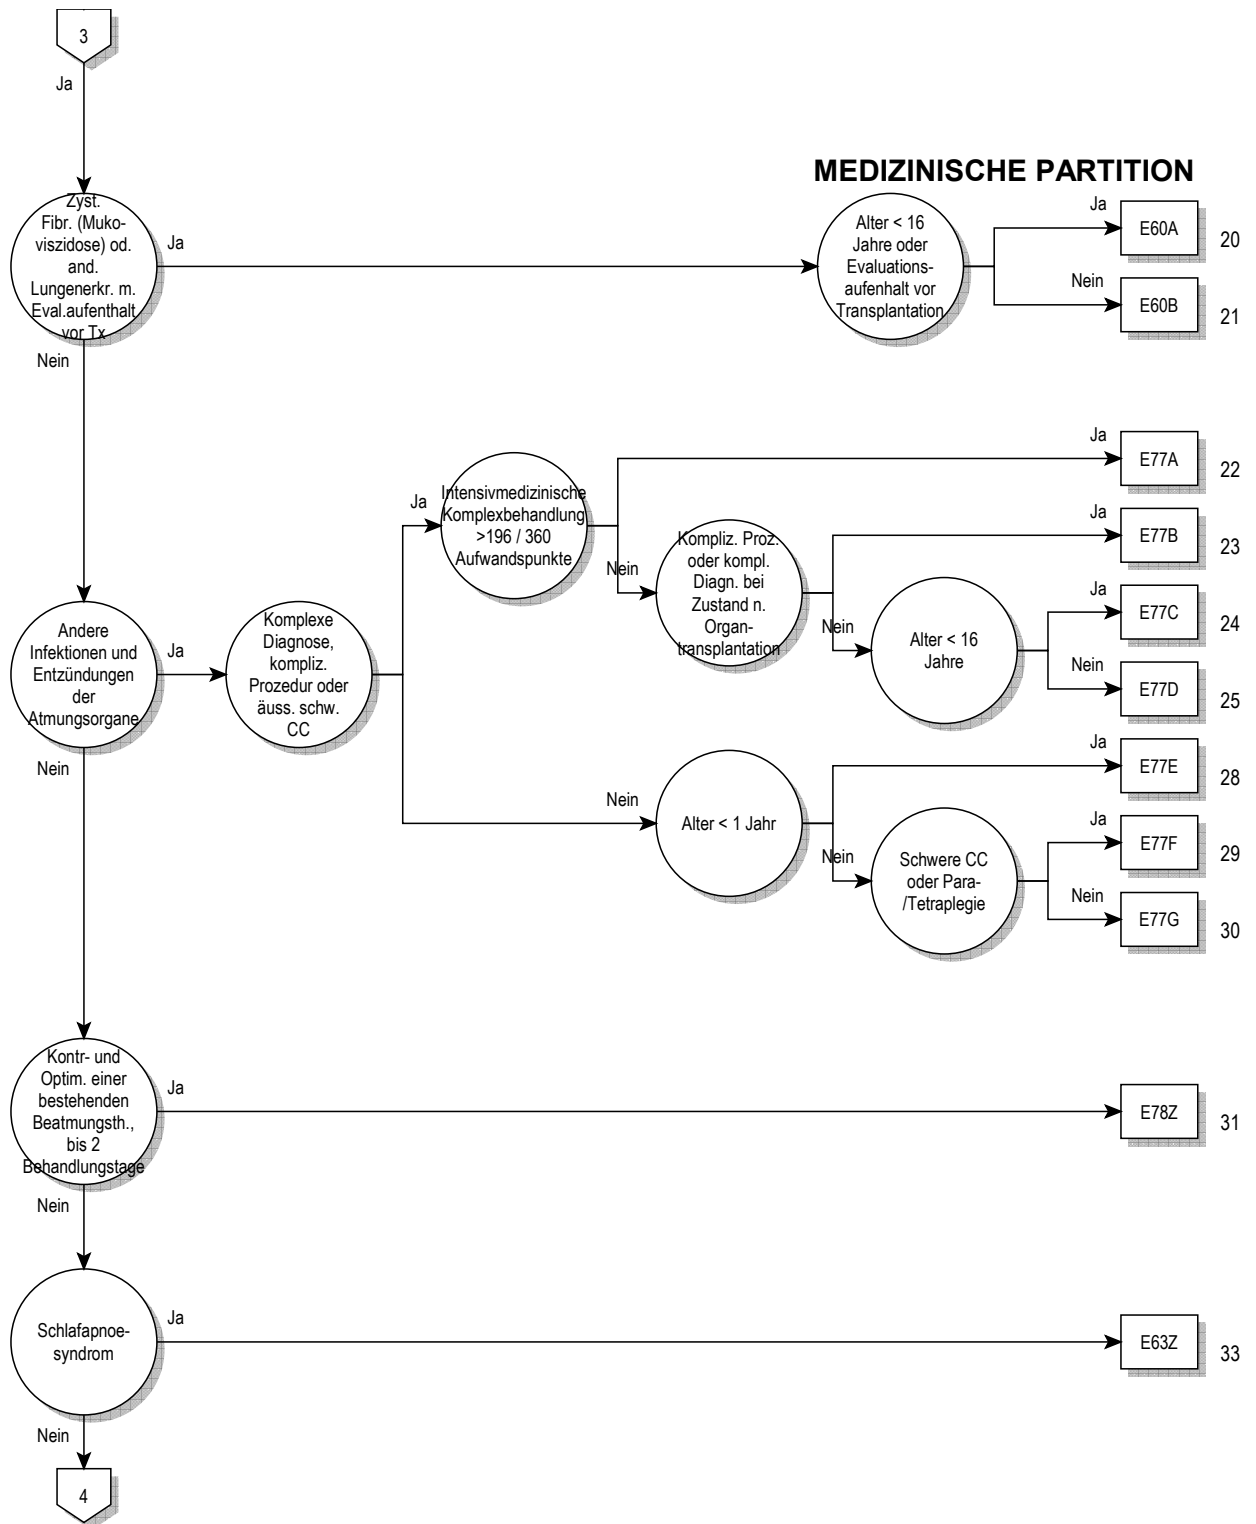 3
Ja
MEDIZINISCHE PARTITION
Zyst.
Fibr. (Muko-
viszidose) od.
and.
Lungenerkr. m.
Eval.aufenthalt
vor Tx
Ja
Alter < 16
Jahre oder
Evaluations-
aufenhalt vor
Transplantation
Ja
E60A
20
Nein
E60B
21
Nein
Andere
Infektionen und
Entzündungen
der
Atmungsorgane
Ja
Komplexe
Diagnose,
kompliz.
Prozedur oder
äuss. schw.
CC
Ja
Intensivmedizinische
Komplexbehandlung
>196 / 360
Aufwandspunkte
Ja
E77A
22
Nein
Kompliz. Proz.
oder kompl.
Diagn. bei
Zustand n.
Organ-
transplantation
Ja
E77B
23
Nein
Alter < 16
Jahre
Ja
E77C
24
Nein
E77D
25
Nein
Alter < 1 Jahr
Ja
E77E
28
Nein
Schwere CC
oder Para-
/Tetraplegie
Ja
E77F
29
Nein
E77G
30
Nein
Kontr- und
Optim. einer
bestehenden
Beatmungsth.,
bis 2
Behandlungstage
Ja
E78Z
31
Nein
Schlafapnoe-
syndrom
Ja
E63Z
33
Nein
4